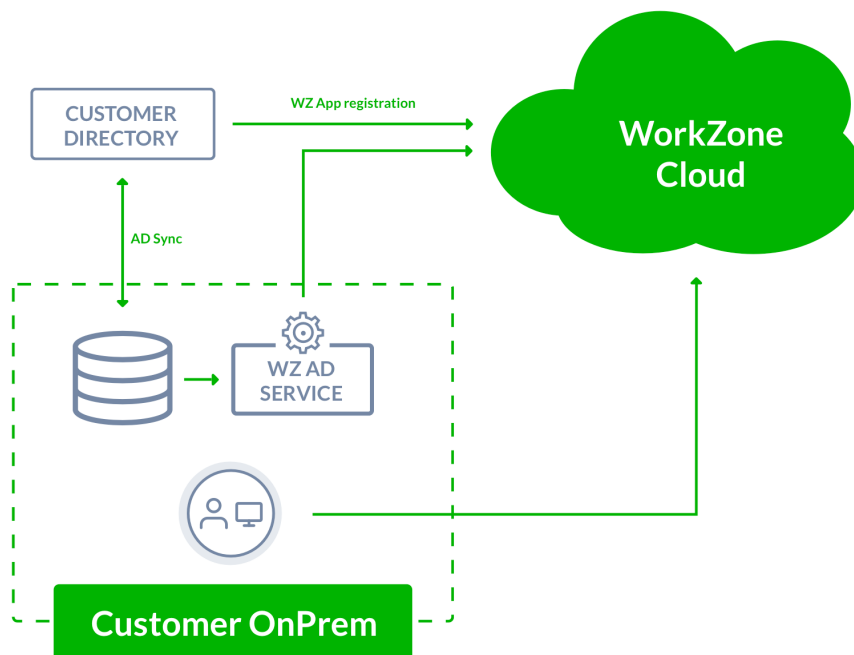 WZ App registration
CUSTOMER
DIRECTORY
WorkZone
Cloud
AD Sync
WZ AD
SERVICE
Customer OnPrem